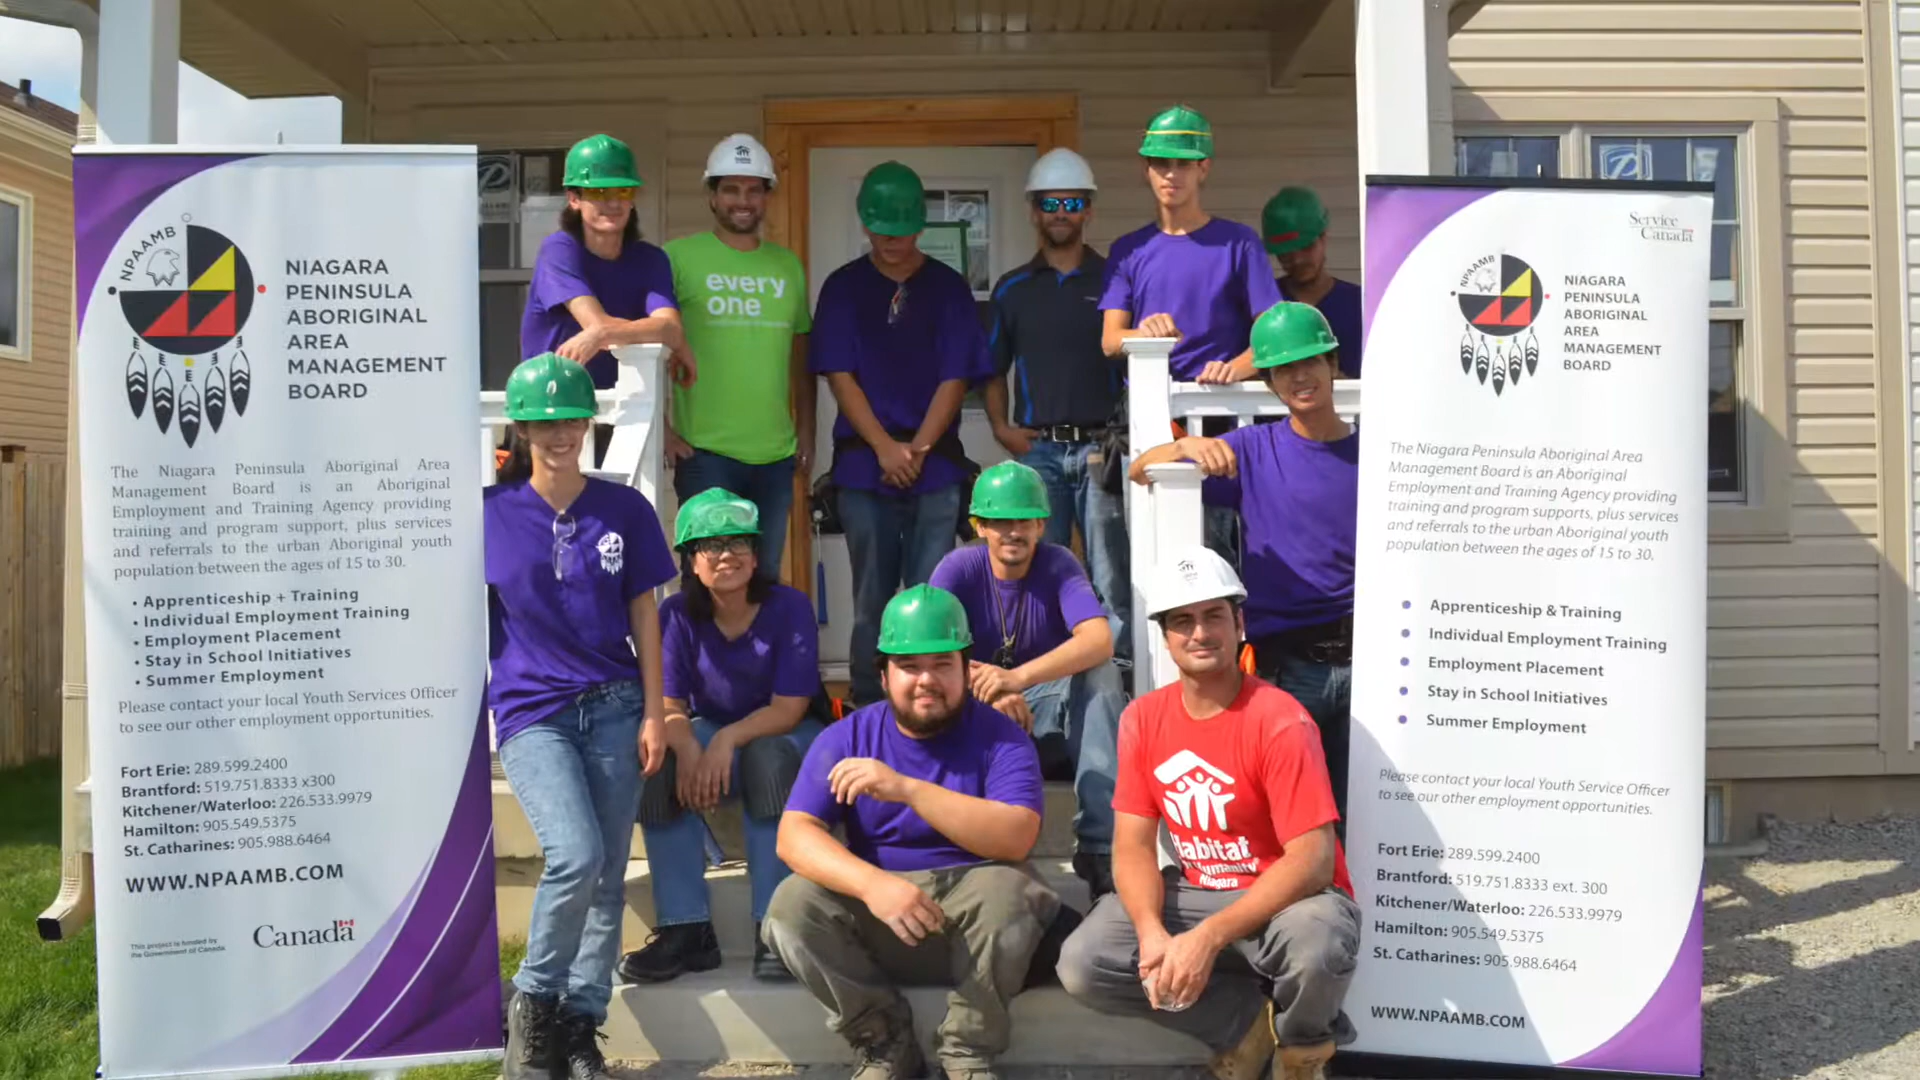 NPAAMB
NIAGARA
PENINSULA
ABORIGINAL
AREA
MANAGEMENT
BOARD
The Niagara Peninsula Aboriginal Area
Management Board is an Aboriginal
Employment and Training Agency providing
training and program support, plus services
and referrals to the urban Aboriginal youth
population between the ages of 15 to 30.
• Apprenticeship + Training
• Individual Employment Training
• Employment Placement
• Stay in School Initiatives
• Summer Employment
Please contact your local Youth Services Officer
to see our other employment opportunities.
Fort Erie: 289.599.2400
Brantford: 519.751.8333 x300
Kitchener/Waterloo: 226.533.9979
Hamilton: 905.549.5375
St. Catharines: 905.988.6464
WWW.NPAAMB.COM
This project is funded by
the Government of Canada
Canada
every
one
Habitat
Humanity
Niagara
Service
Canada
NPAAMB
NIAGARA
PENINSULA
ABORIGINAL
AREA
MANAGEMENT
BOARD
The Niagara Peninsula Aboriginal Area
Management Board is an Aboriginal
Employment and Training Agency providing
training and program supports, plus services
and referrals to the urban Aboriginal youth
population between the ages of 15 to 30.
• Apprenticeship & Training
• Individual Employment Training
• Employment Placement
• Stay in School Initiatives
• Summer Employment
Please contact your local Youth Service Officer
to see our other employment opportunities.
Fort Erie: 289.599.2400
Brantford: 519.751.8333 ext. 300
Kitchener/Waterloo: 226.533.9979
Hamilton: 905.549.5375
St. Catharines: 905.988.6464
WWW.NPAAMB.COM